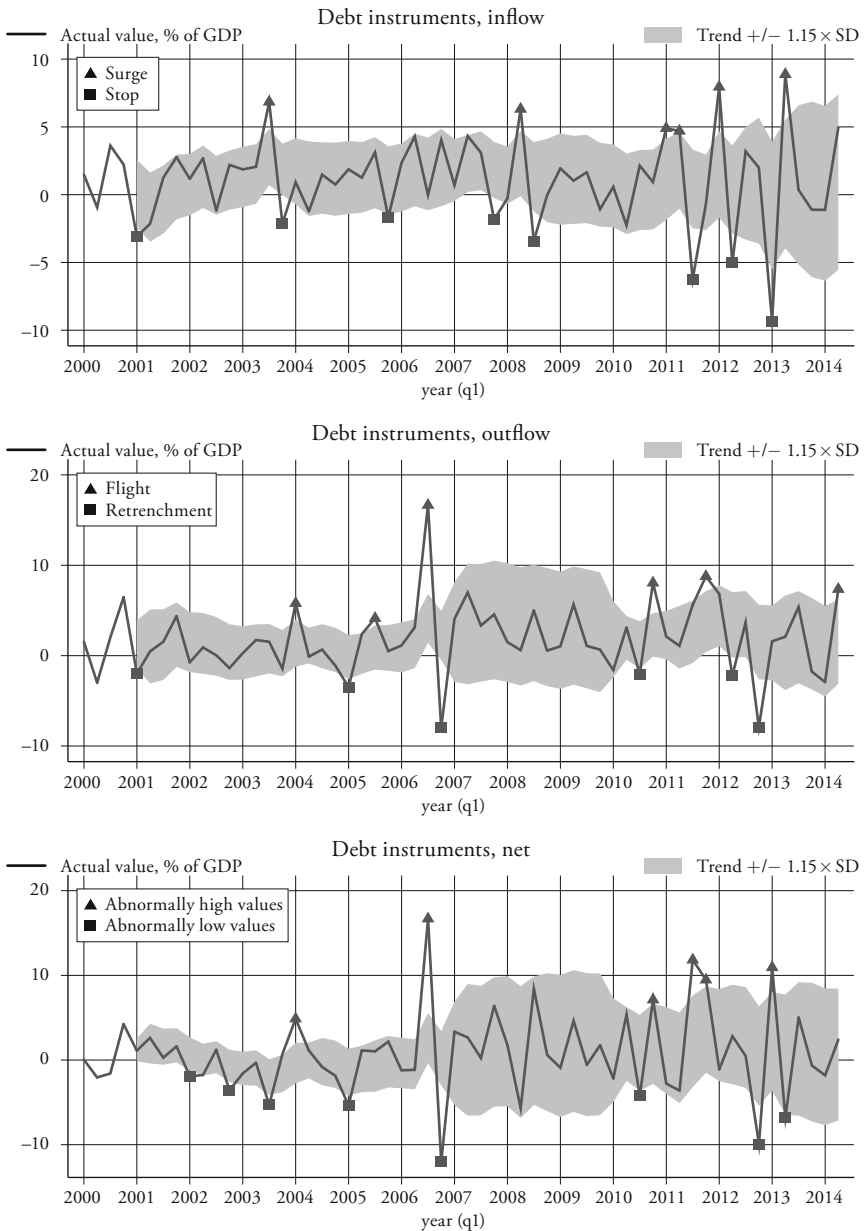 Debt instruments, inflow
Actual value, % of GDP Trend +/− 1.15 × SD
Surge
Stop
10
5
0
−5
−10
2000 2001 2002 2003 2004 2005 2006 2007 2008 2009 2010 2011 2012 2013 2014
year (q1)
Debt instruments, outflow
Actual value, % of GDP Trend +/− 1.15 × SD
Flight
Retrenchment
20
10
0
−10
2000 2001 2002 2003 2004 2005 2006 2007 2008 2009 2010 2011 2012 2013 2014
year (q1)
Debt instruments, net
Actual value, % of GDP Trend +/− 1.15 × SD
Abnormally high values
Abnormally low values
20
10
0
−10
2000 2001 2002 2003 2004 2005 2006 2007 2008 2009 2010 2011 2012 2013 2014
year (q1)